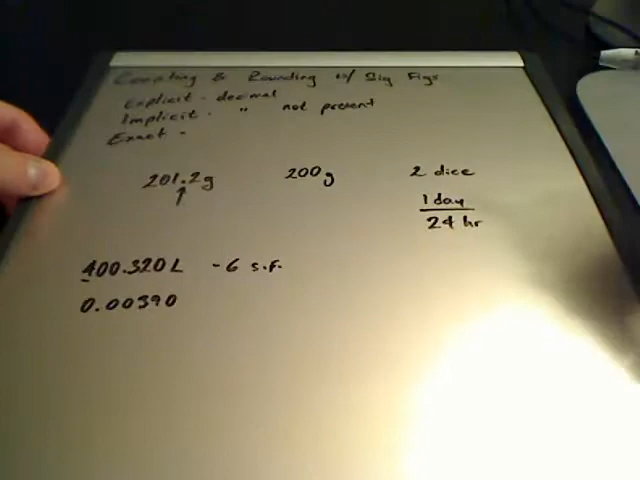 Counting & Rounding w/ Sig Figs
Explicit - decimal
Implicit - " not present
Exact -
201.2g 200g 2 dice
1 day
24 hr
400.320 L - 6 s.f.
0.00390